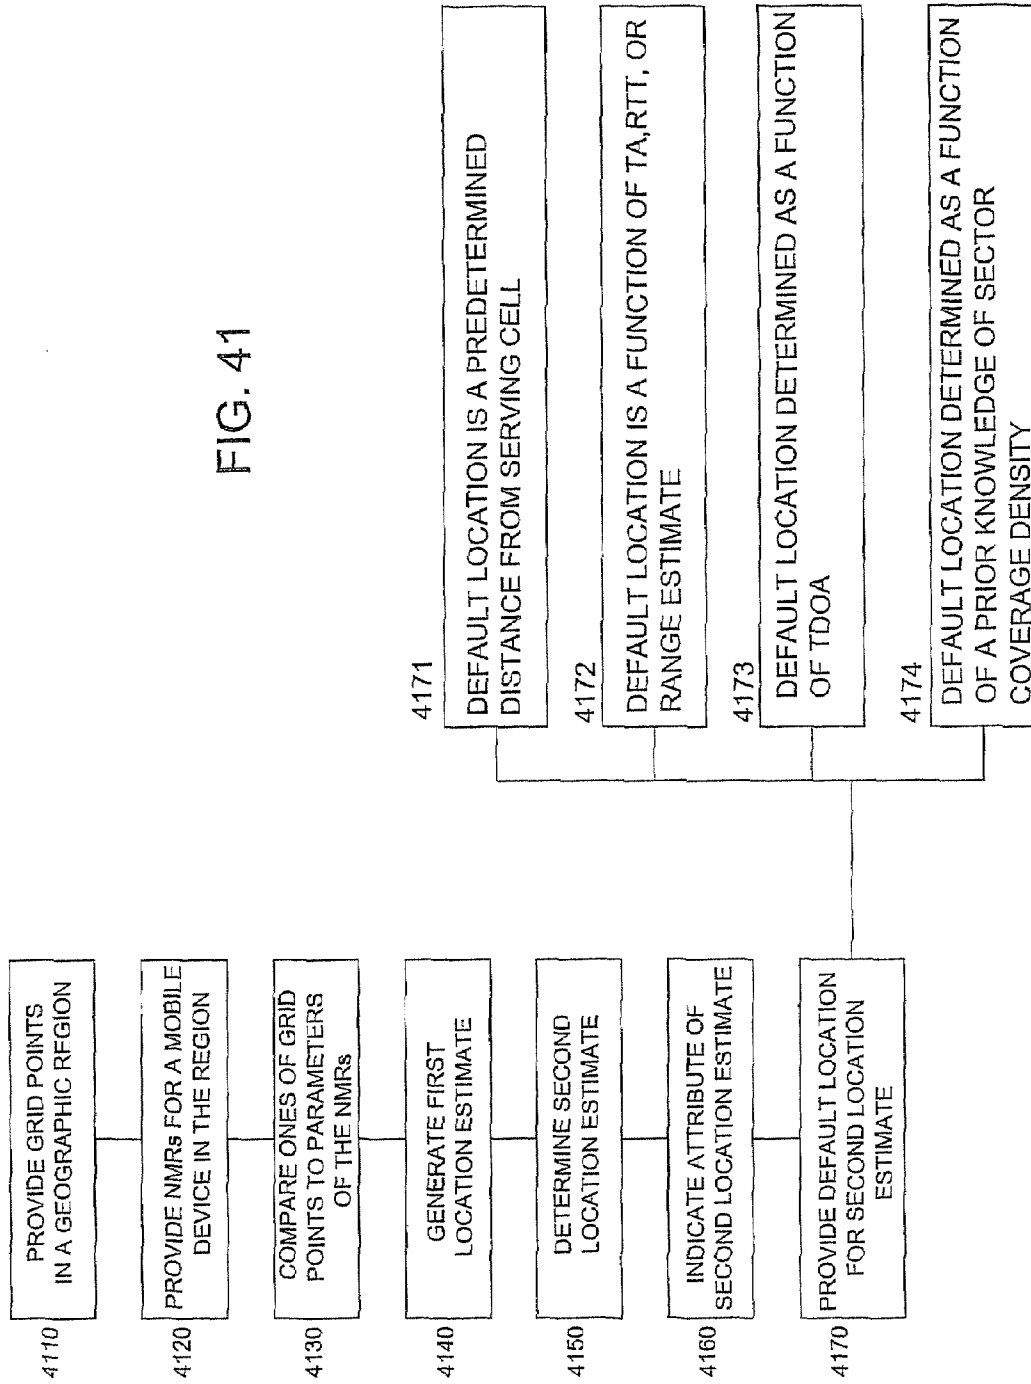 FIG. 41
4110
PROVIDE GRID POINTS
IN A GEOGRAPHIC REGION
4120
PROVIDE NMRs FOR A MOBILE
DEVICE IN THE REGION
4130
COMPARE ONES OF GRID
POINTS TO PARAMETERS
OF THE NMRs
4140
GENERATE FIRST
LOCATION ESTIMATE
4150
DETERMINE SECOND
LOCATION ESTIMATE
4160
INDICATE ATTRIBUTE OF
SECOND LOCATION ESTIMATE
4170
PROVIDE DEFAULT LOCATION
FOR SECOND LOCATION
ESTIMATE
4171
DEFAULT LOCATION IS A PREDETERMINED
DISTANCE FROM SERVING CELL
4172
DEFAULT LOCATION IS A FUNCTION OF TA,RTT, OR
RANGE ESTIMATE
4173
DEFAULT LOCATION DETERMINED AS A FUNCTION
OF TDOA
4174
DEFAULT LOCATION DETERMINED AS A FUNCTION
OF A PRIOR KNOWLEDGE OF SECTOR
COVERAGE DENSITY